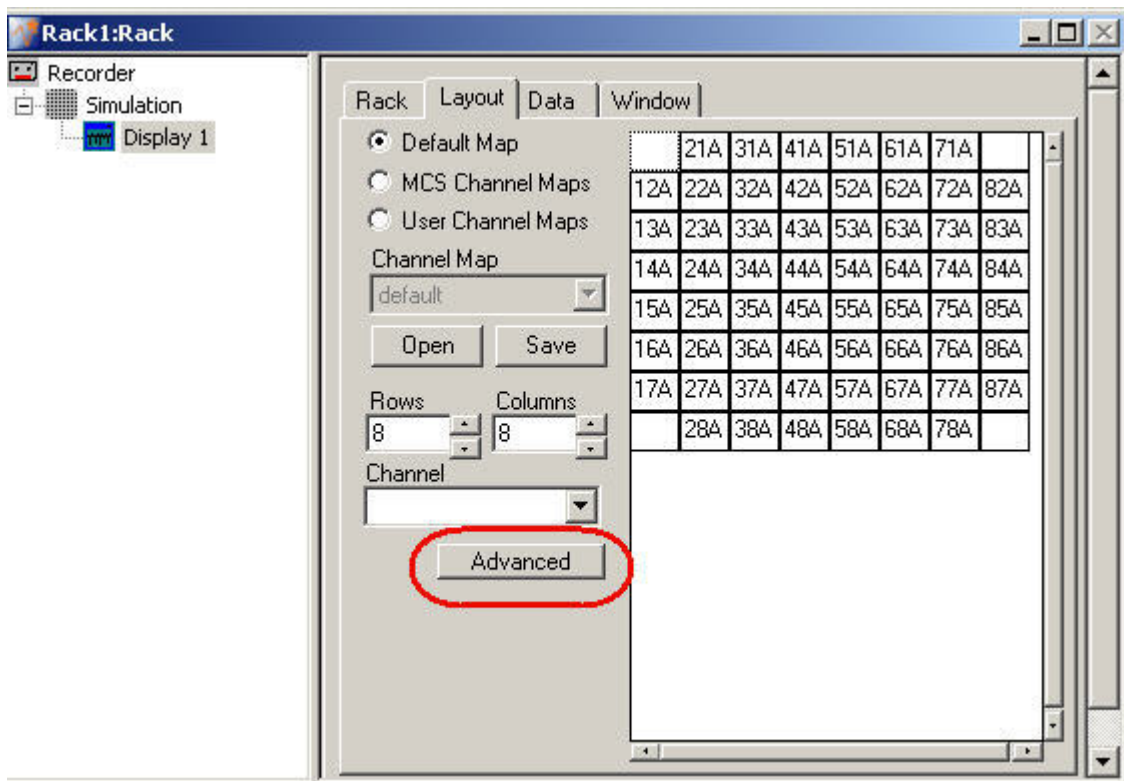 Rack1:Rack
Recorder
Simulation
Display 1
Rack Layout Data Window
Default Map
MCS Channel Maps
User Channel Maps
Channel Map
default
Open Save
Rows Columns
8 8
Channel
Advanced
21A 31A 41A 51A 61A 71A
12A 22A 32A 42A 52A 62A 72A 82A
13A 23A 33A 43A 53A 63A 73A 83A
14A 24A 34A 44A 54A 64A 74A 84A
15A 25A 35A 45A 55A 65A 75A 85A
16A 26A 36A 46A 56A 66A 76A 86A
17A 27A 37A 47A 57A 67A 77A 87A
28A 38A 48A 58A 68A 78A